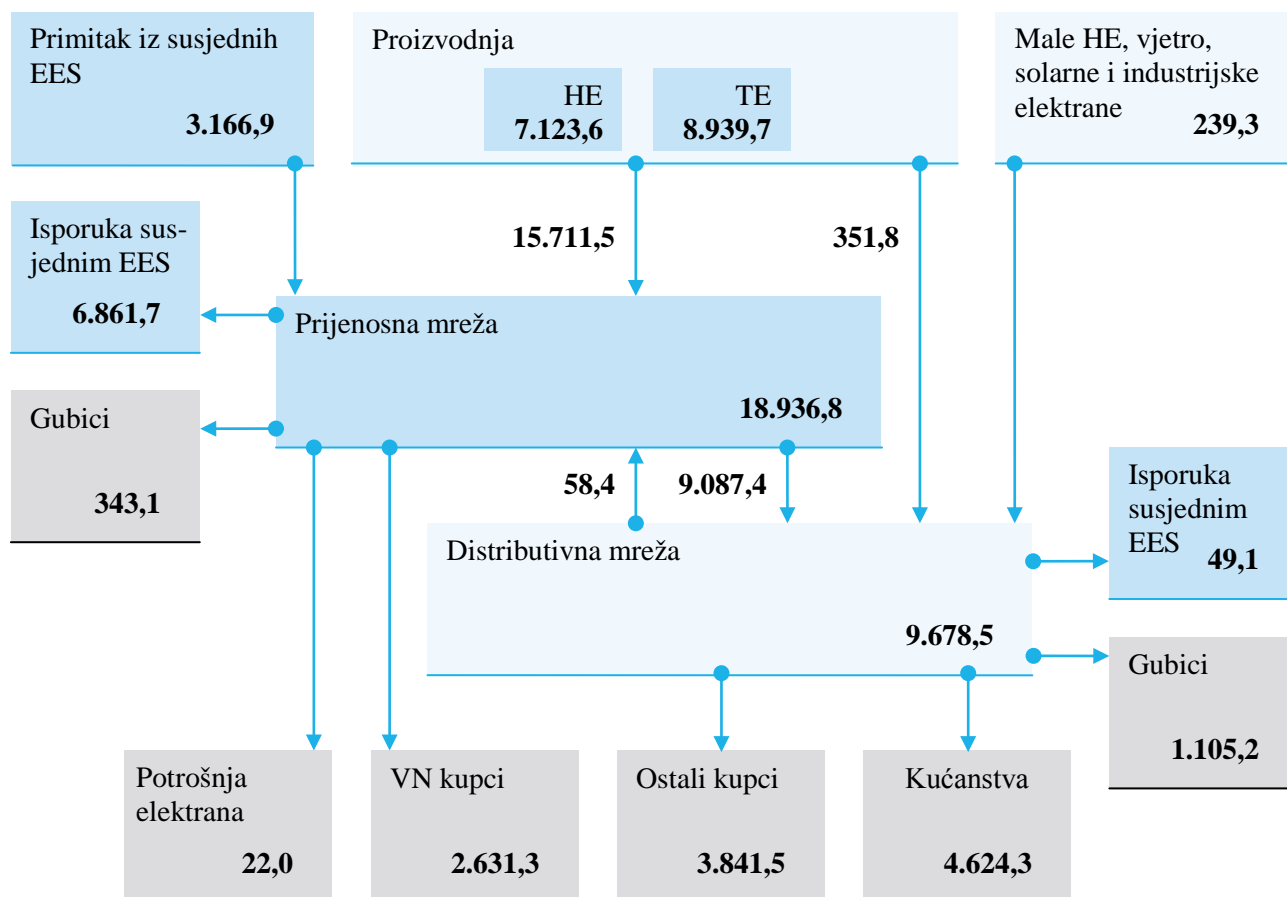 Primitak iz susjednih
EES
3.166,9
Proizvodnja
HE
7.123,6
TE
8.939,7
Male HE, vjetro,
solarne i industrijske
elektrane
239,3
Isporuka sus-
jednim EES
6.861,7
15.711,5
351,8
Prijenosna mreža
18.936,8
Gubici
343,1
58,4
9.087,4
Isporuka
susjednim
EES
49,1
Distributivna mreža
9.678,5
Gubici
1.105,2
Potrošnja
elektrana
22,0
VN kupci
2.631,3
Ostali kupci
3.841,5
Kućanstva
4.624,3